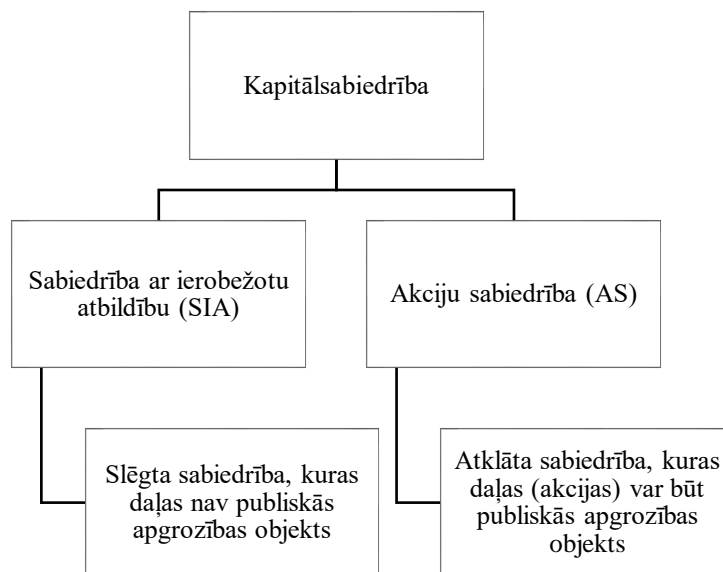 Kapitālsabiedrība
Sabiedrība ar ierobežotu
atbildību (SIA)
Akciju sabiedrība (AS)
Slēgta sabiedrība, kuras
daļas nav publiskās
apgrozības objekts
Atklāta sabiedrība, kuras
daļas (akcijas) var būt
publiskās apgrozības
objekts